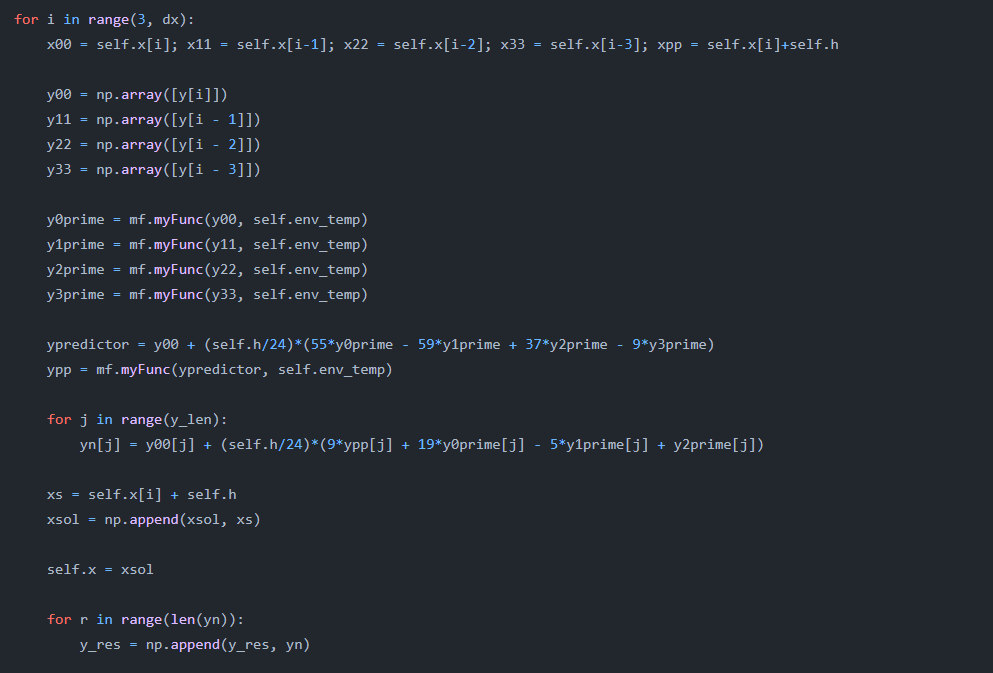 for i in range(3, dx):
    x00 = self.x[i]; x11 = self.x[i-1]; x22 = self.x[i-2]; x33 = self.x[i-3]; xpp = self.x[i]+self.h
    y00 = np.array([y[i]])
    y11 = np.array([y[i - 1]])
    y22 = np.array([y[i - 2]])
    y33 = np.array([y[i - 3]])
    y0prime = mf.myFunc(y00, self.env_temp)
    y1prime = mf.myFunc(y11, self.env_temp)
    y2prime = mf.myFunc(y22, self.env_temp)
    y3prime = mf.myFunc(y33, self.env_temp)
    ypredictor = y00 + (self.h/24)*(55*y0prime - 59*y1prime + 37*y2prime - 9*y3prime)
    ypp = mf.myFunc(ypredictor, self.env_temp)
    for j in range(y_len):
        yn[j] = y00[j] + (self.h/24)*(9*ypp[j] + 19*y0prime[j] - 5*y1prime[j] + y2prime[j])
    xs = self.x[i] + self.h
    xsol = np.append(xsol, xs)
    self.x = xsol
    for r in range(len(yn)):
        y_res = np.append(y_res, yn)